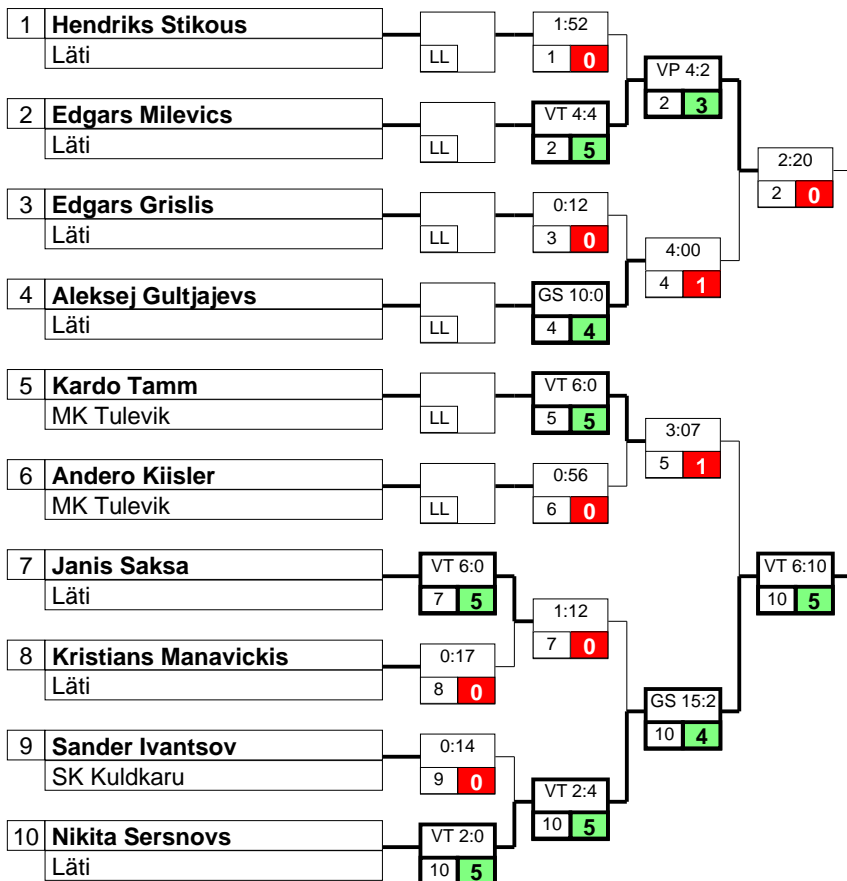 1 Hendriks Stikous 1:52
Läti LL 1 0 VP 4:2
2 3
2 Edgars Milevics VT 4:4
Läti LL 2 5
2:20
2 0
3 Edgars Grislis 0:12
Läti LL 3 0
4:00
4 1
4 Aleksej Gultjajevs GS 10:0
Läti LL 4 4
5 Kardo Tamm VT 6:0
MK Tulevik LL 5 5
3:07
5 1
6 Andero Kiisler 0:56
MK Tulevik LL 6 0
7 Janis Saksa VT 6:0 VT 6:10
Läti 7 5 10 5
1:12
7 0
8 Kristians Manavickis 0:17
Läti 8 0
GS 15:2
10 4
9 Sander Ivantsov 0:14
SK Kuldkaru 9 0
VT 2:4
10 5
10 Nikita Sersnovs VT 2:0
Läti 10 5